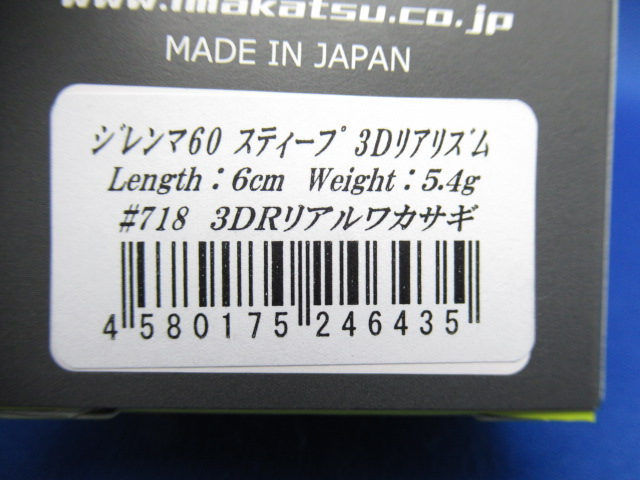 www.imakatsu.co.jp
MADE IN JAPAN
ジレンマ60 スティープ 3Dリアリズム
Length：6cm Weight：5.4g
#718 3DRリアルワカサギ
4 580175 246435